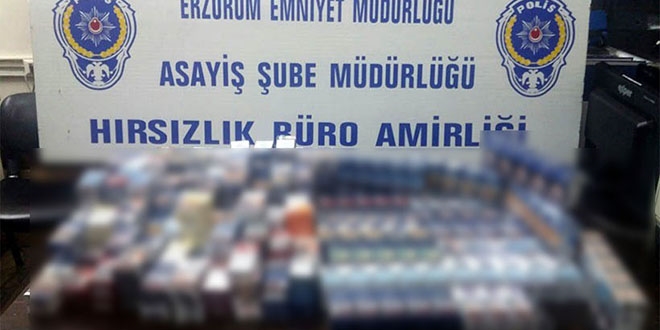 ERZURUM EMNİYET MÜDÜRLÜĞÜ
POLİS
ASAYİŞ ŞUBE MÜDÜRLÜĞÜ
HIRSIZLIK BÜRO AMİRLİĞİ